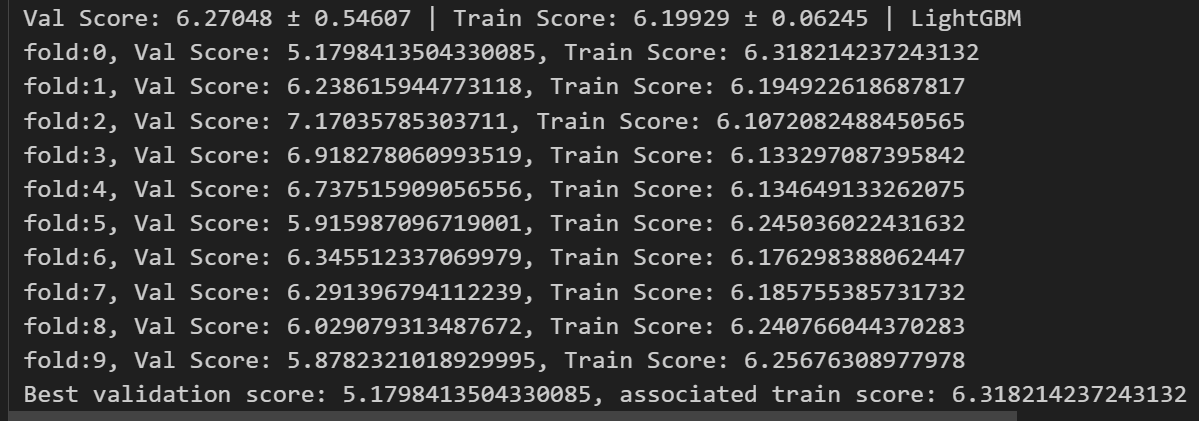 Val Score: 6.27048 ± 0.54607 | Train Score: 6.19929 ± 0.06245 | LightGBM
fold:0, Val Score: 5.1798413504330085, Train Score: 6.318214237243132
fold:1, Val Score: 6.238615944773118, Train Score: 6.194922618687817
fold:2, Val Score: 7.17035785303711, Train Score: 6.1072082488450565
fold:3, Val Score: 6.918278060993519, Train Score: 6.133297087395842
fold:4, Val Score: 6.737515909056556, Train Score: 6.134649133262075
fold:5, Val Score: 5.915987096719001, Train Score: 6.245036022431632
fold:6, Val Score: 6.345512337069979, Train Score: 6.176298388062447
fold:7, Val Score: 6.291396794112239, Train Score: 6.185755385731732
fold:8, Val Score: 6.029079313487672, Train Score: 6.240766044370283
fold:9, Val Score: 5.8782321018929995, Train Score: 6.25676308977978
Best validation score: 5.1798413504330085, associated train score: 6.318214237243132